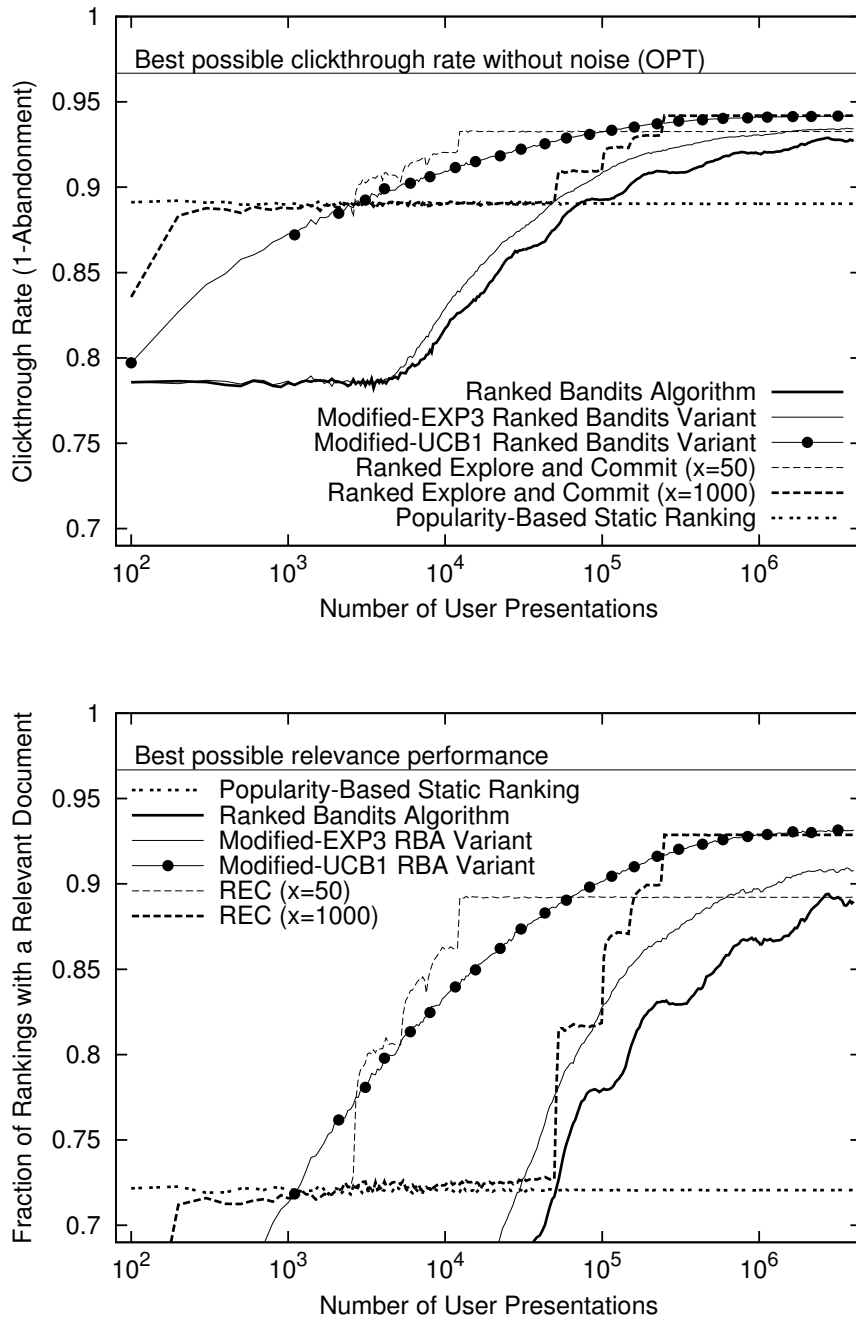 1
Best possible clickthrough rate without noise (OPT)
0.95
0.9
0.85
0.8
0.75
0.7
Clickthrough Rate (1-Abandonment)
Ranked Bandits Algorithm
Modified-EXP3 Ranked Bandits Variant
Modified-UCB1 Ranked Bandits Variant
Ranked Explore and Commit (x=50)
Ranked Explore and Commit (x=1000)
Popularity-Based Static Ranking
10^2 10^3 10^4 10^5 10^6
Number of User Presentations
1
Best possible relevance performance
0.95
0.9
0.85
0.8
0.75
0.7
Fraction of Rankings with a Relevant Document
Popularity-Based Static Ranking
Ranked Bandits Algorithm
Modified-EXP3 RBA Variant
Modified-UCB1 RBA Variant
REC (x=50)
REC (x=1000)
10^2 10^3 10^4 10^5 10^6
Number of User Presentations